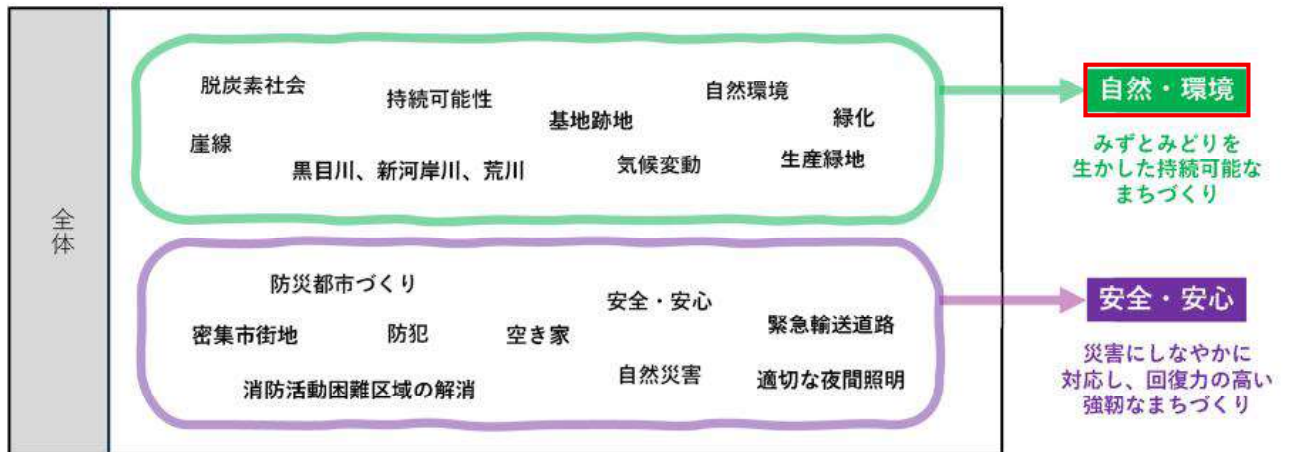 全体
脱炭素社会
持続可能性
自然環境
基地跡地
緑化
崖線
黒目川、新河岸川、荒川
気候変動
生産緑地
自然・環境
みずとみどりを
生かした持続可能な
まちづくり
防災都市づくり
安全・安心
密集市街地
防犯
空き家
緊急輸送道路
消防活動困難区域の解消
自然災害
適切な夜間照明
安全・安心
災害にしなやかに
対応し、回復力の高い
強靭なまちづくり